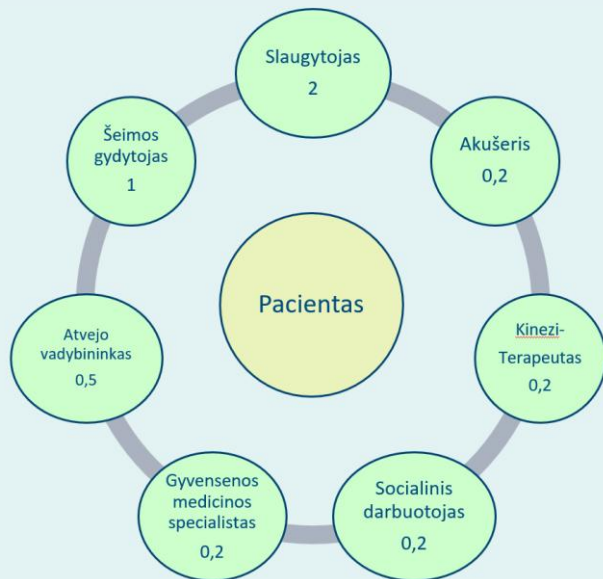 Slaugytojas
2
Akušeris
0,2
Kinezi-
Terapeutas
0,2
Socialinis
darbuotojas
0,2
Gyvensenos
medicinos
specialistas
0,2
Atvejo
vadybininkas
0,5
Šeimos
gydytojas
1
Pacientas